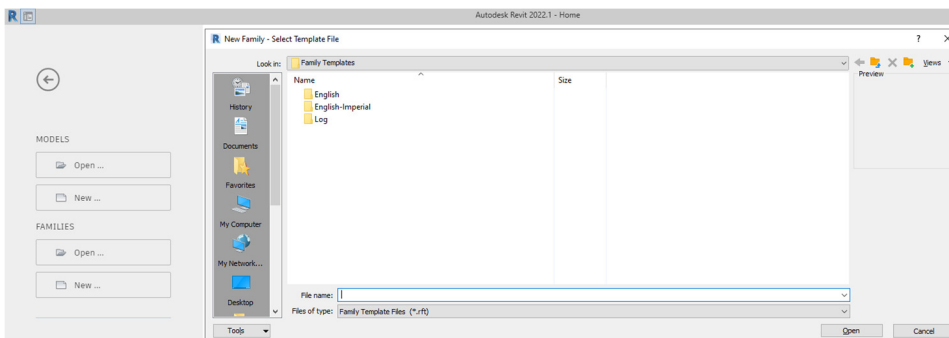 Autodesk Revit 2022.1 - Home
New Family - Select Template File
?
Look in: Family Templates
Views
Preview
Name Size
English
English-Imperial
Log
History
Documents
Favorites
My Computer
My Network...
Desktop
MODELS
Open ...
New ...
FAMILIES
Open ...
New ...
File name:
Files of type: Family Template Files (*.rft)
Tools
Open Cancel